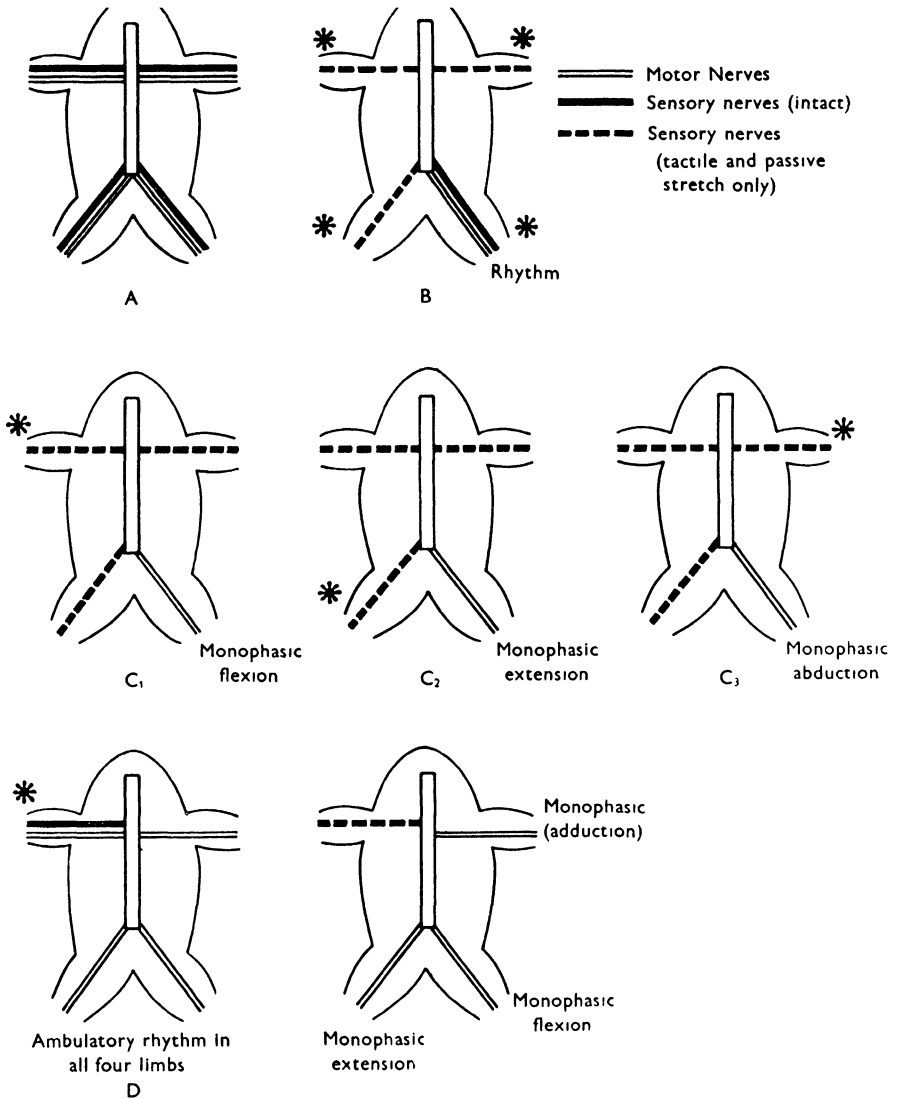 Motor Nerves
Sensory nerves (intact)
Sensory nerves
(tactile and passive
stretch only)
A
Rhythm
B
Monophasic
flexion
C₁
Monophasic
extension
C₂
Monophasic
abduction
C₃
Ambulatory rhythm in
all four limbs
D
Monophasic
(adduction)
Monophasic
flexion
Monophasic
extension